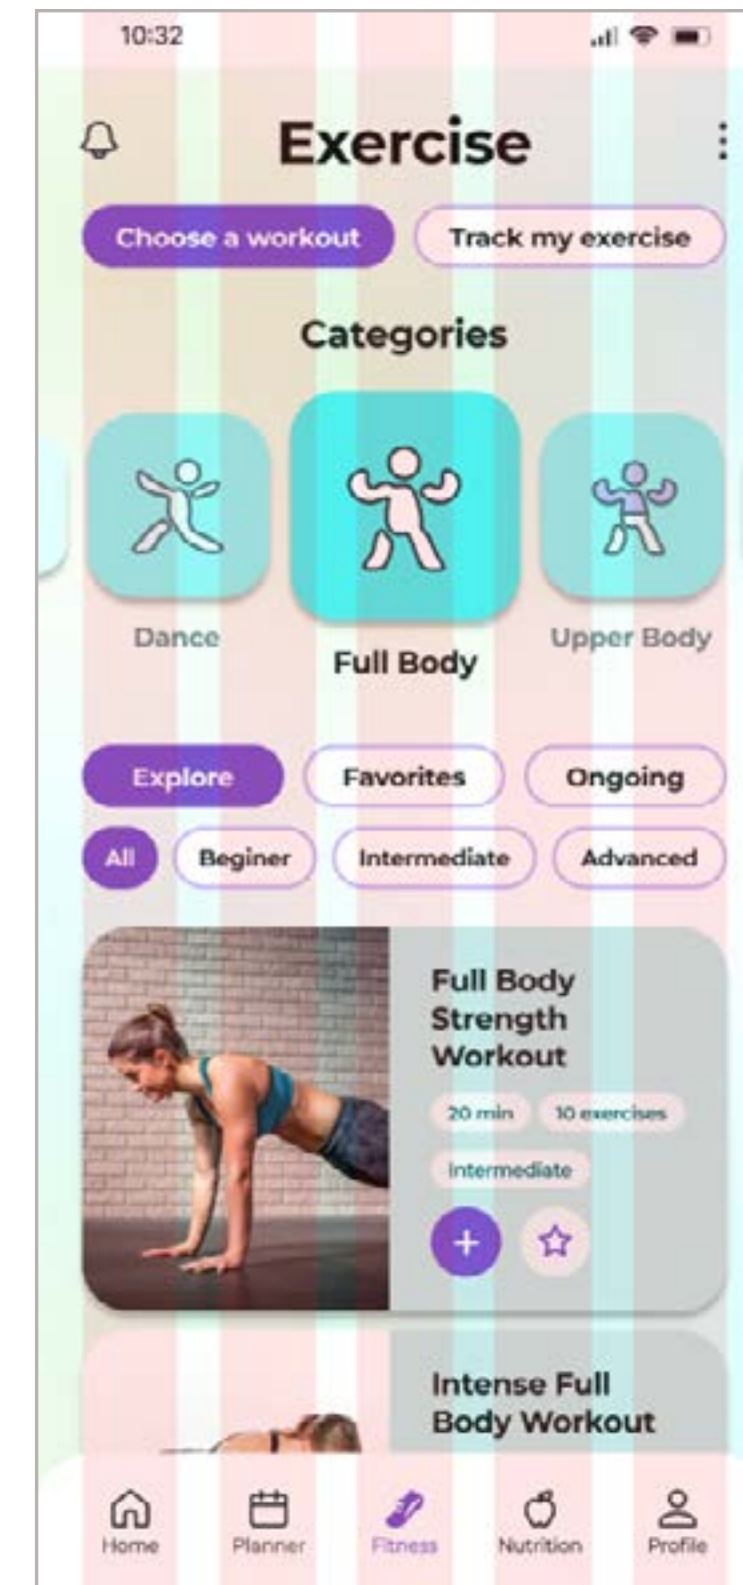 10:32
Exercise
Choose a workout Track my exercise
Categories
Dance Full Body Upper Body
Explore Favorites Ongoing
All Beginer Intermediate Advanced
Full Body
Strength
Workout
20 min 10 exercises
Intermediate
Intense Full
Body Workout
Home Planner Fitness Nutrition Profile